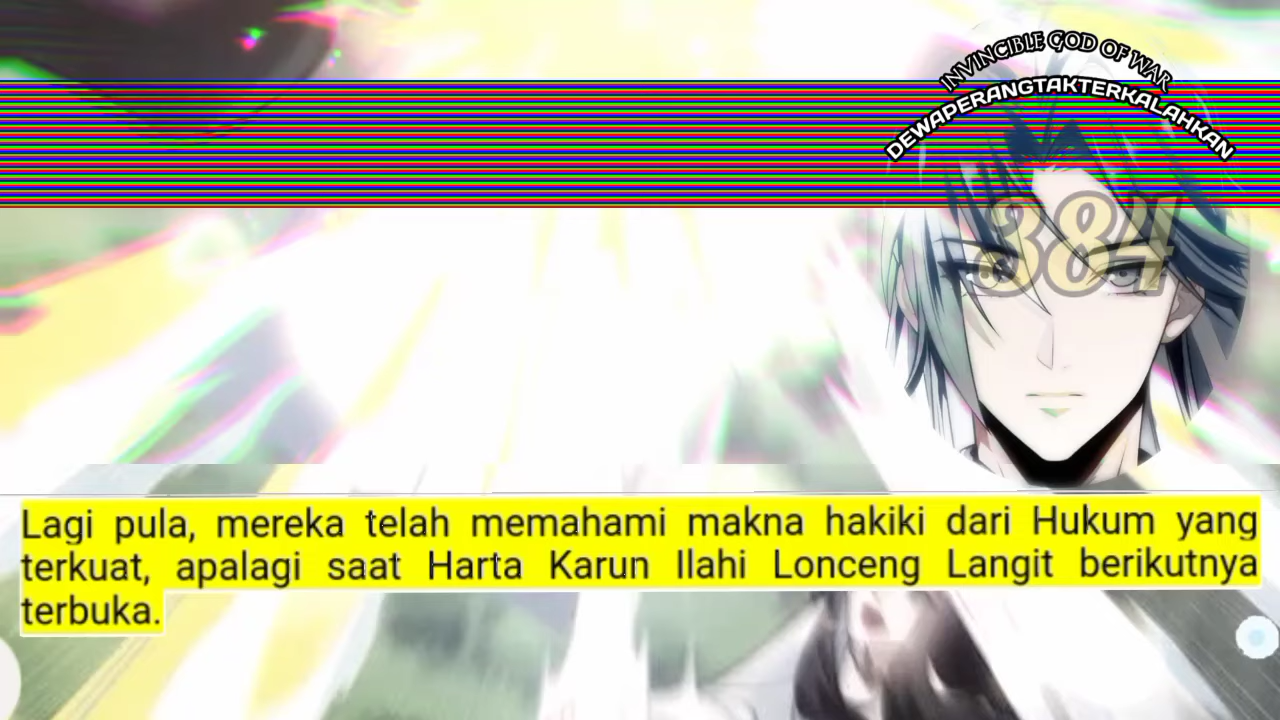 INVINCIBLE GOD OF WAR
DEWAPERANGTAKTERKALAHKAN
384
Lagi pula, mereka telah memahami makna hakiki dari Hukum yang
terkuat, apalagi saat Harta Karun Ilahi Lonceng Langit berikutnya
terbuka.